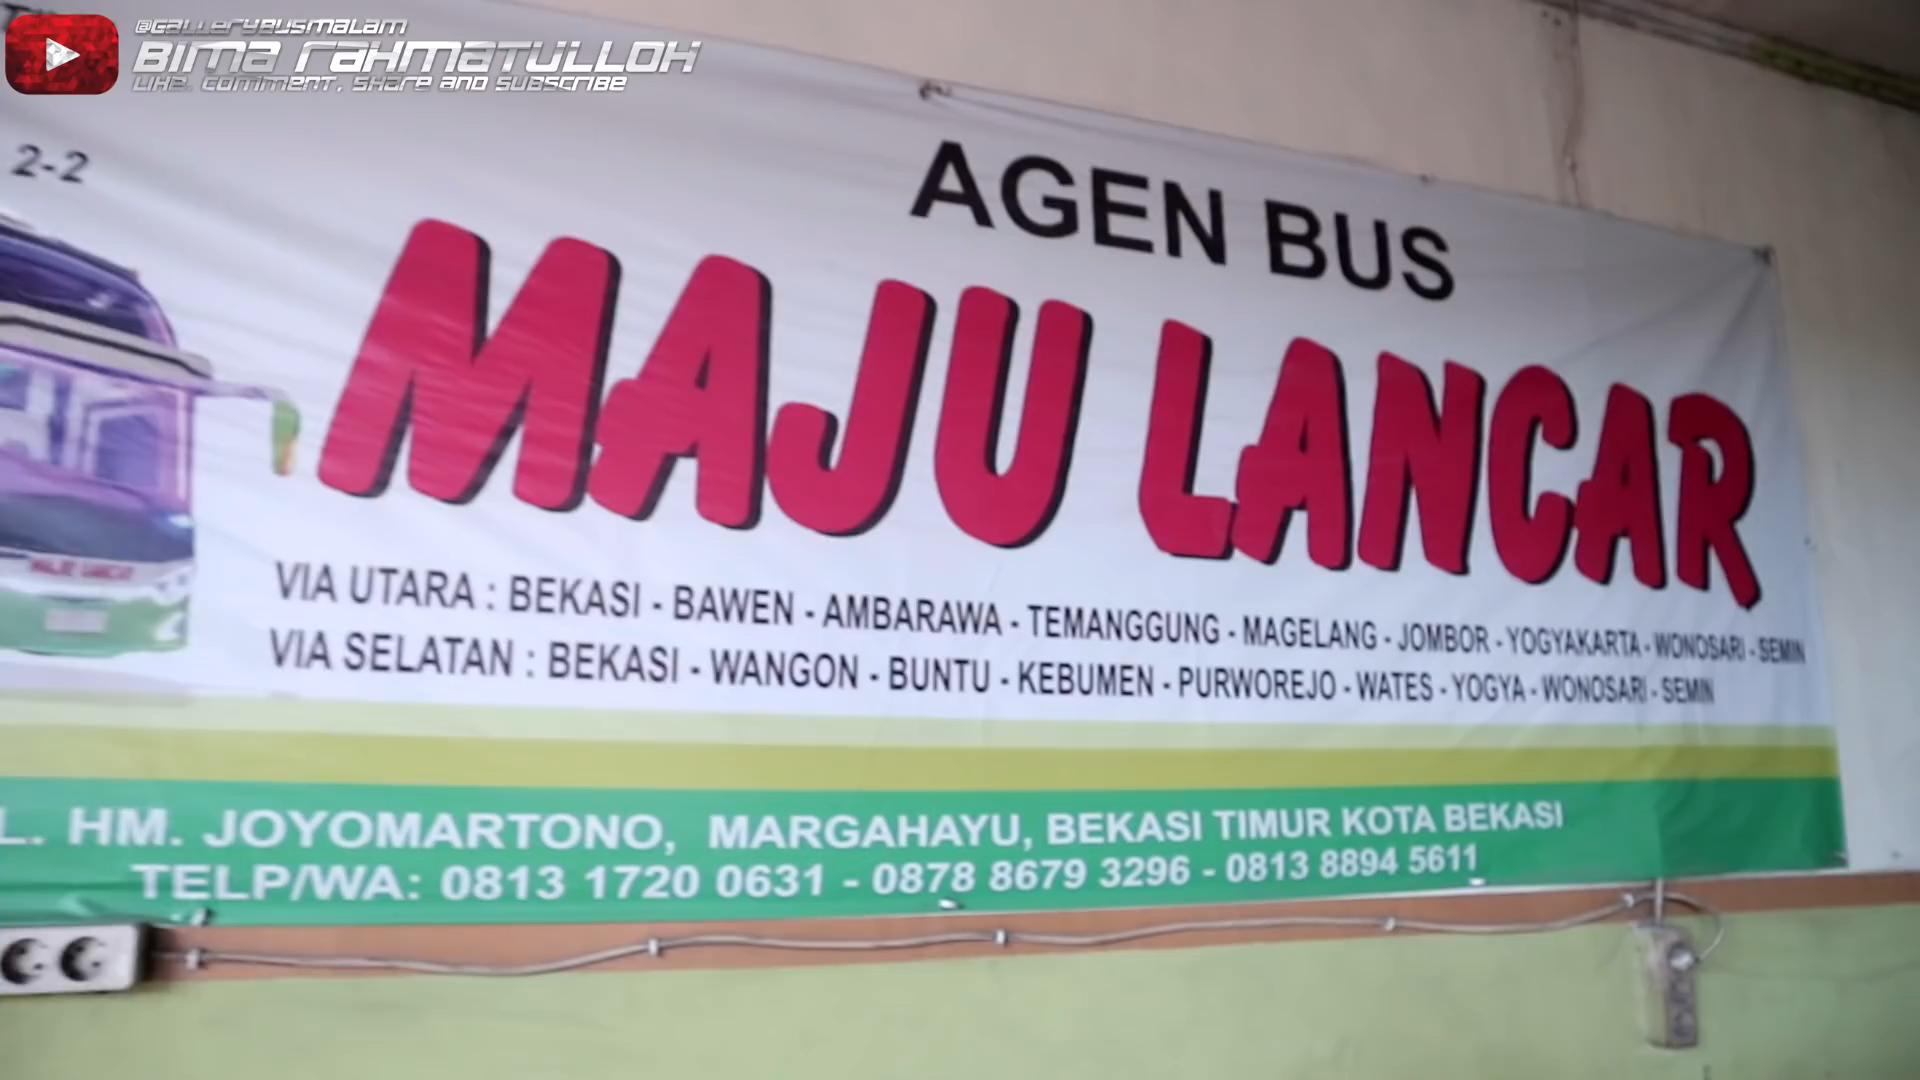 @GALLERYBUSMALAM
BIMA RAHMATULLOH
LIKE, COMMENT, SHARE AND SUBSCRIBE
2-2
AGEN BUS
MAJU LANCAR
VIA UTARA : BEKASI - BAWEN - AMBARAWA - TEMANGGUNG - MAGELANG - JOMBOR - YOGYAKARTA - WONOSARI - SEMIN
VIA SELATAN : BEKASI - WANGON - BUNTU - KEBUMEN - PURWOREJO - WATES - YOGYA - WONOSARI - SEMIN
L. HM. JOYOMARTONO, MARGAHAYU, BEKASI TIMUR KOTA BEKASI
TELP/WA: 0813 1720 0631 - 0878 8679 3296 - 0813 8894 5611